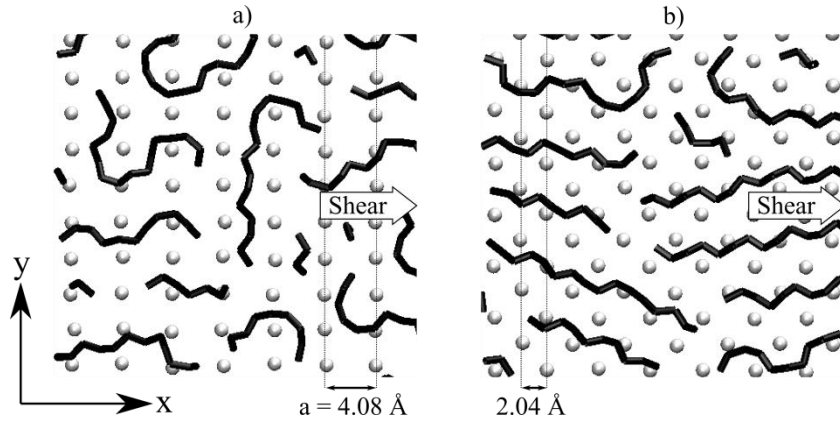 a)
b)
Shear
Shear
y
x
a = 4.08 Å
2.04 Å